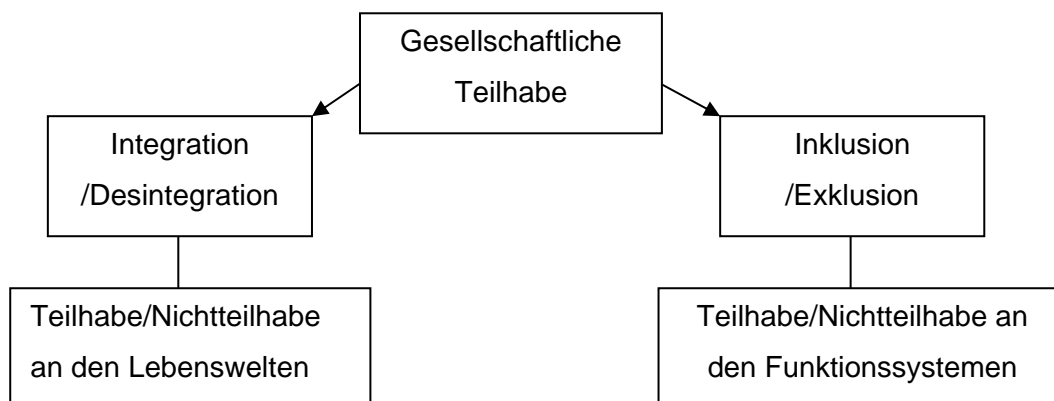 Gesellschaftliche
Teilhabe
Integration
/Desintegration
Inklusion
/Exklusion
Teilhabe/Nichtteilhabe
an den Lebenswelten
Teilhabe/Nichtteilhabe an
den Funktionssystemen